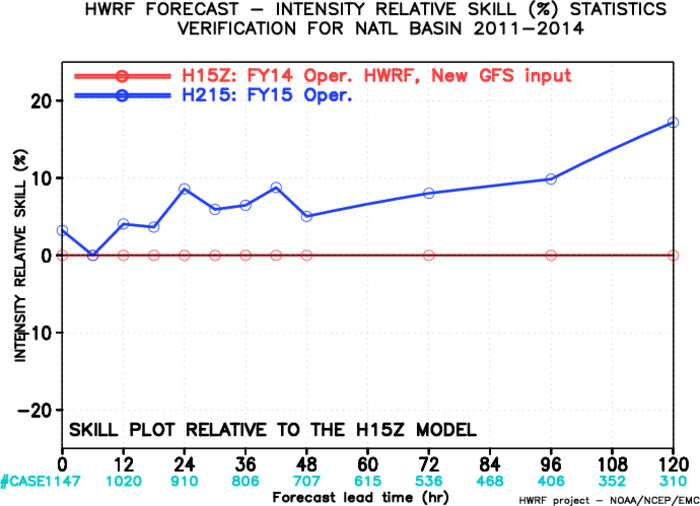 HWRF FORECAST – INTENSITY RELATIVE SKILL (%) STATISTICS
VERIFICATION FOR NATL BASIN 2011–2014
H15Z: FY14 Oper. HWRF, New GFS input
H215: FY15 Oper.
INTENSITY RELATIVE SKILL (%)
20
10
0
–10
–20
SKILL PLOT RELATIVE TO THE H15Z MODEL
0 12 24 36 48 60 72 84 96 108 120
#CASE1147 1020 910 806 707 615 536 468 406 352 310
Forecast lead time (hr)
HWRF project – NOAA/NCEP/EMC